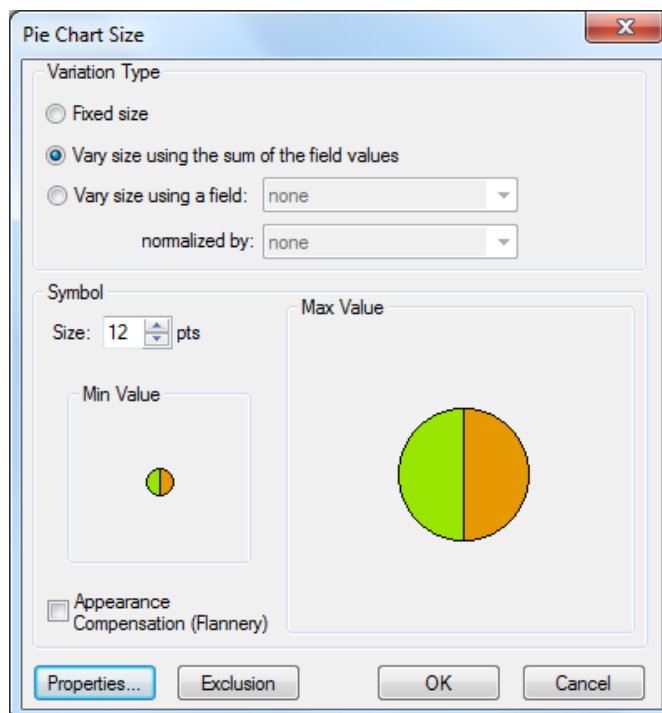 Pie Chart Size
Variation Type
Fixed size
Vary size using the sum of the field values
Vary size using a field: none
normalized by: none
Symbol
Size: 12 pts
Max Value
Min Value
Appearance
Compensation (Flannery)
Properties... Exclusion OK Cancel